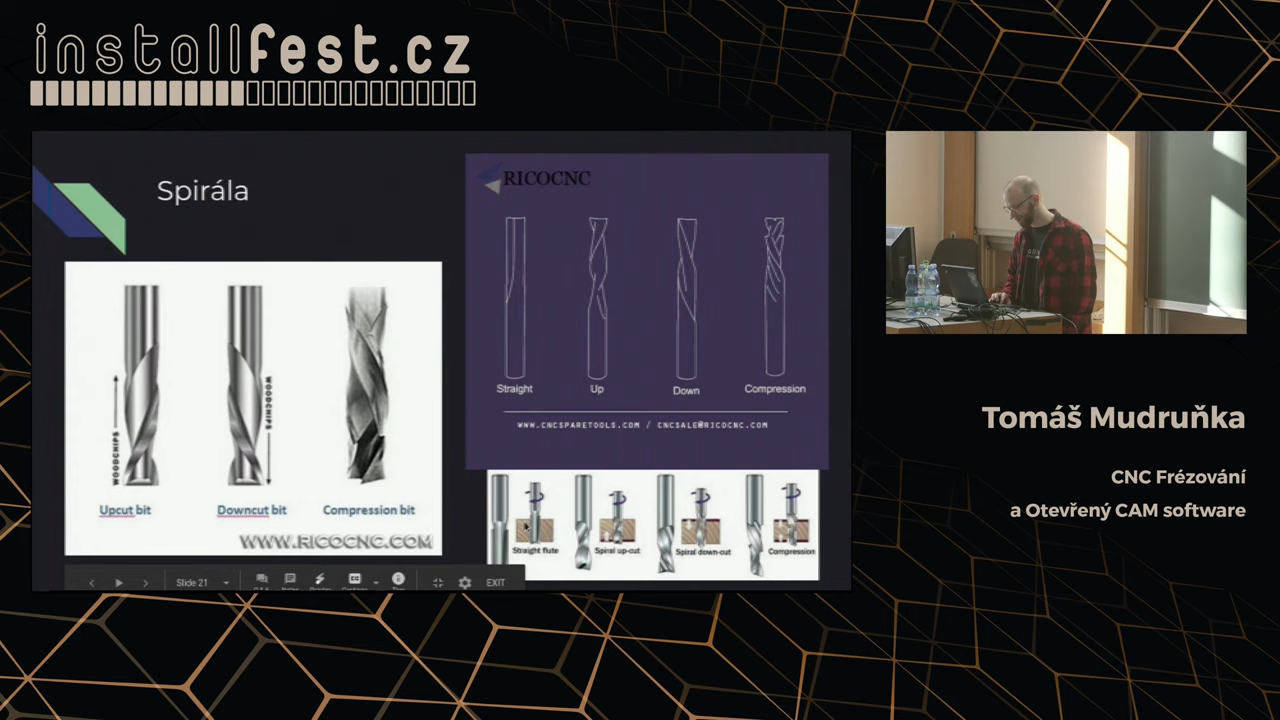 installfest.cz
Spirála
WOODCHIPS
WOODCHIPS
Upcut bit
Downcut bit
Compression bit
WWW.RICOCNC.COM
RICOCNC
Straight
Up
Down
Compression
WWW.CNCSPARETOOLS.COM / CNCSALE@RICOCNC.COM
Straight flute
Spiral up-cut
Spiral down-cut
Compression
Slide 21
EXIT
Tomáš Mudruňka
CNC Frézování
a Otevřený CAM software